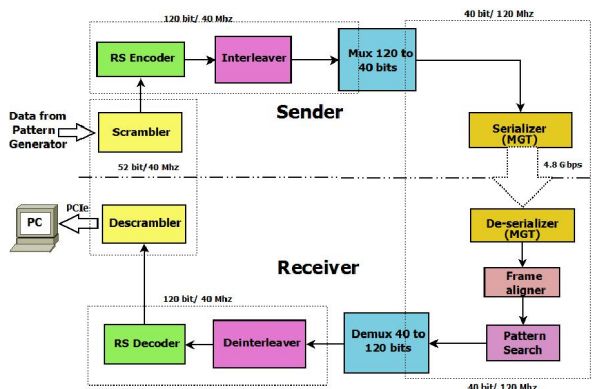 120 bit/ 40 Mhz
40 bit/ 120 Mhz
RS Encoder
Interleaver
Mux 120 to
40 bits
Sender
Data from
Pattern
Generator
Scrambler
Serializer
(MGT)
52 bit/40 Mhz
4.8 Gbps
PC
PCIe
Descrambler
De-serializer
(MGT)
Receiver
Frame
aligner
120 bit/ 40 Mhz
RS Decoder
Deinterleaver
Demux 40 to
120 bits
Pattern
Search
40 bit/ 120 Mhz